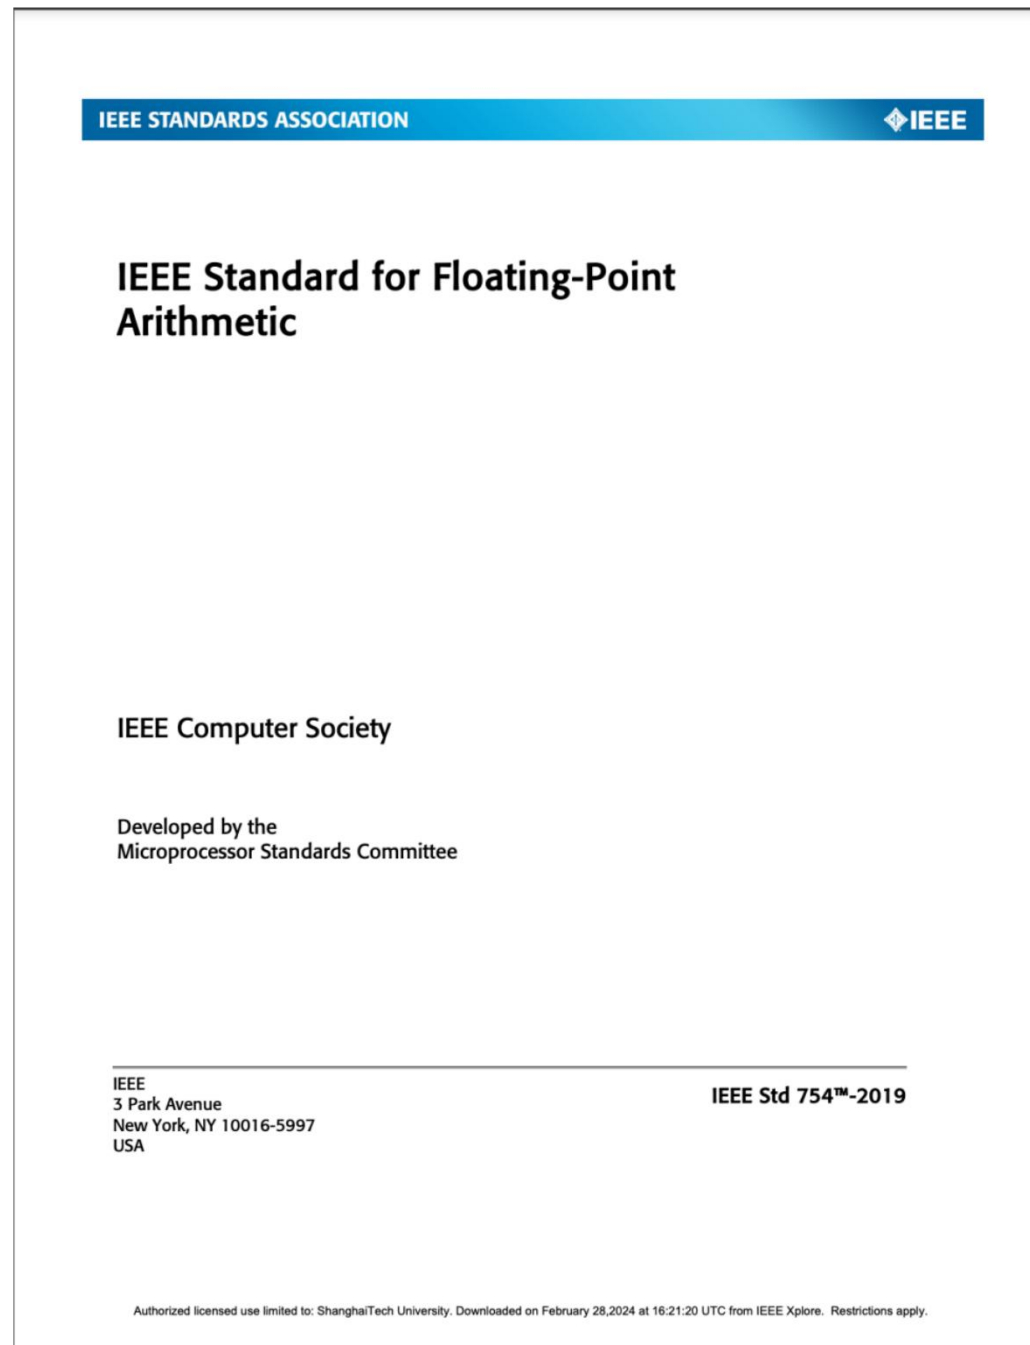 IEEE STANDARDS ASSOCIATION
IEEE
IEEE Standard for Floating-Point
Arithmetic
IEEE Computer Society
Developed by the
Microprocessor Standards Committee
IEEE
3 Park Avenue
New York, NY 10016-5997
USA
IEEE Std 754™-2019
Authorized licensed use limited to: ShanghaiTech University. Downloaded on February 28,2024 at 16:21:20 UTC from IEEE Xplore.  Restrictions apply.